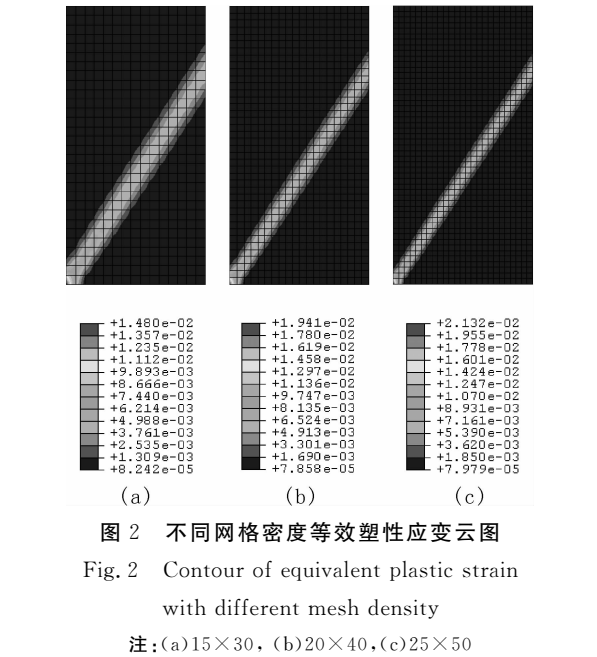 +1.480e-02
+1.357e-02
+1.235e-02
+1.112e-02
+9.893e-03
+8.666e-03
+7.440e-03
+6.214e-03
+4.988e-03
+3.761e-03
+2.535e-03
+1.309e-03
+8.242e-05
+1.941e-02
+1.780e-02
+1.619e-02
+1.458e-02
+1.297e-02
+1.136e-02
+9.747e-03
+8.135e-03
+6.524e-03
+4.913e-03
+3.301e-03
+1.690e-03
+7.858e-05
+2.132e-02
+1.955e-02
+1.778e-02
+1.601e-02
+1.424e-02
+1.247e-02
+1.070e-02
+8.931e-03
+7.161e-03
+5.390e-03
+3.620e-03
+1.850e-03
+7.979e-05
(a) (b) (c)
图 2 不同网格密度等效塑性应变云图
Fig. 2 Contour of equivalent plastic strain
with different mesh density
注:(a)15×30, (b)20×40,(c)25×50